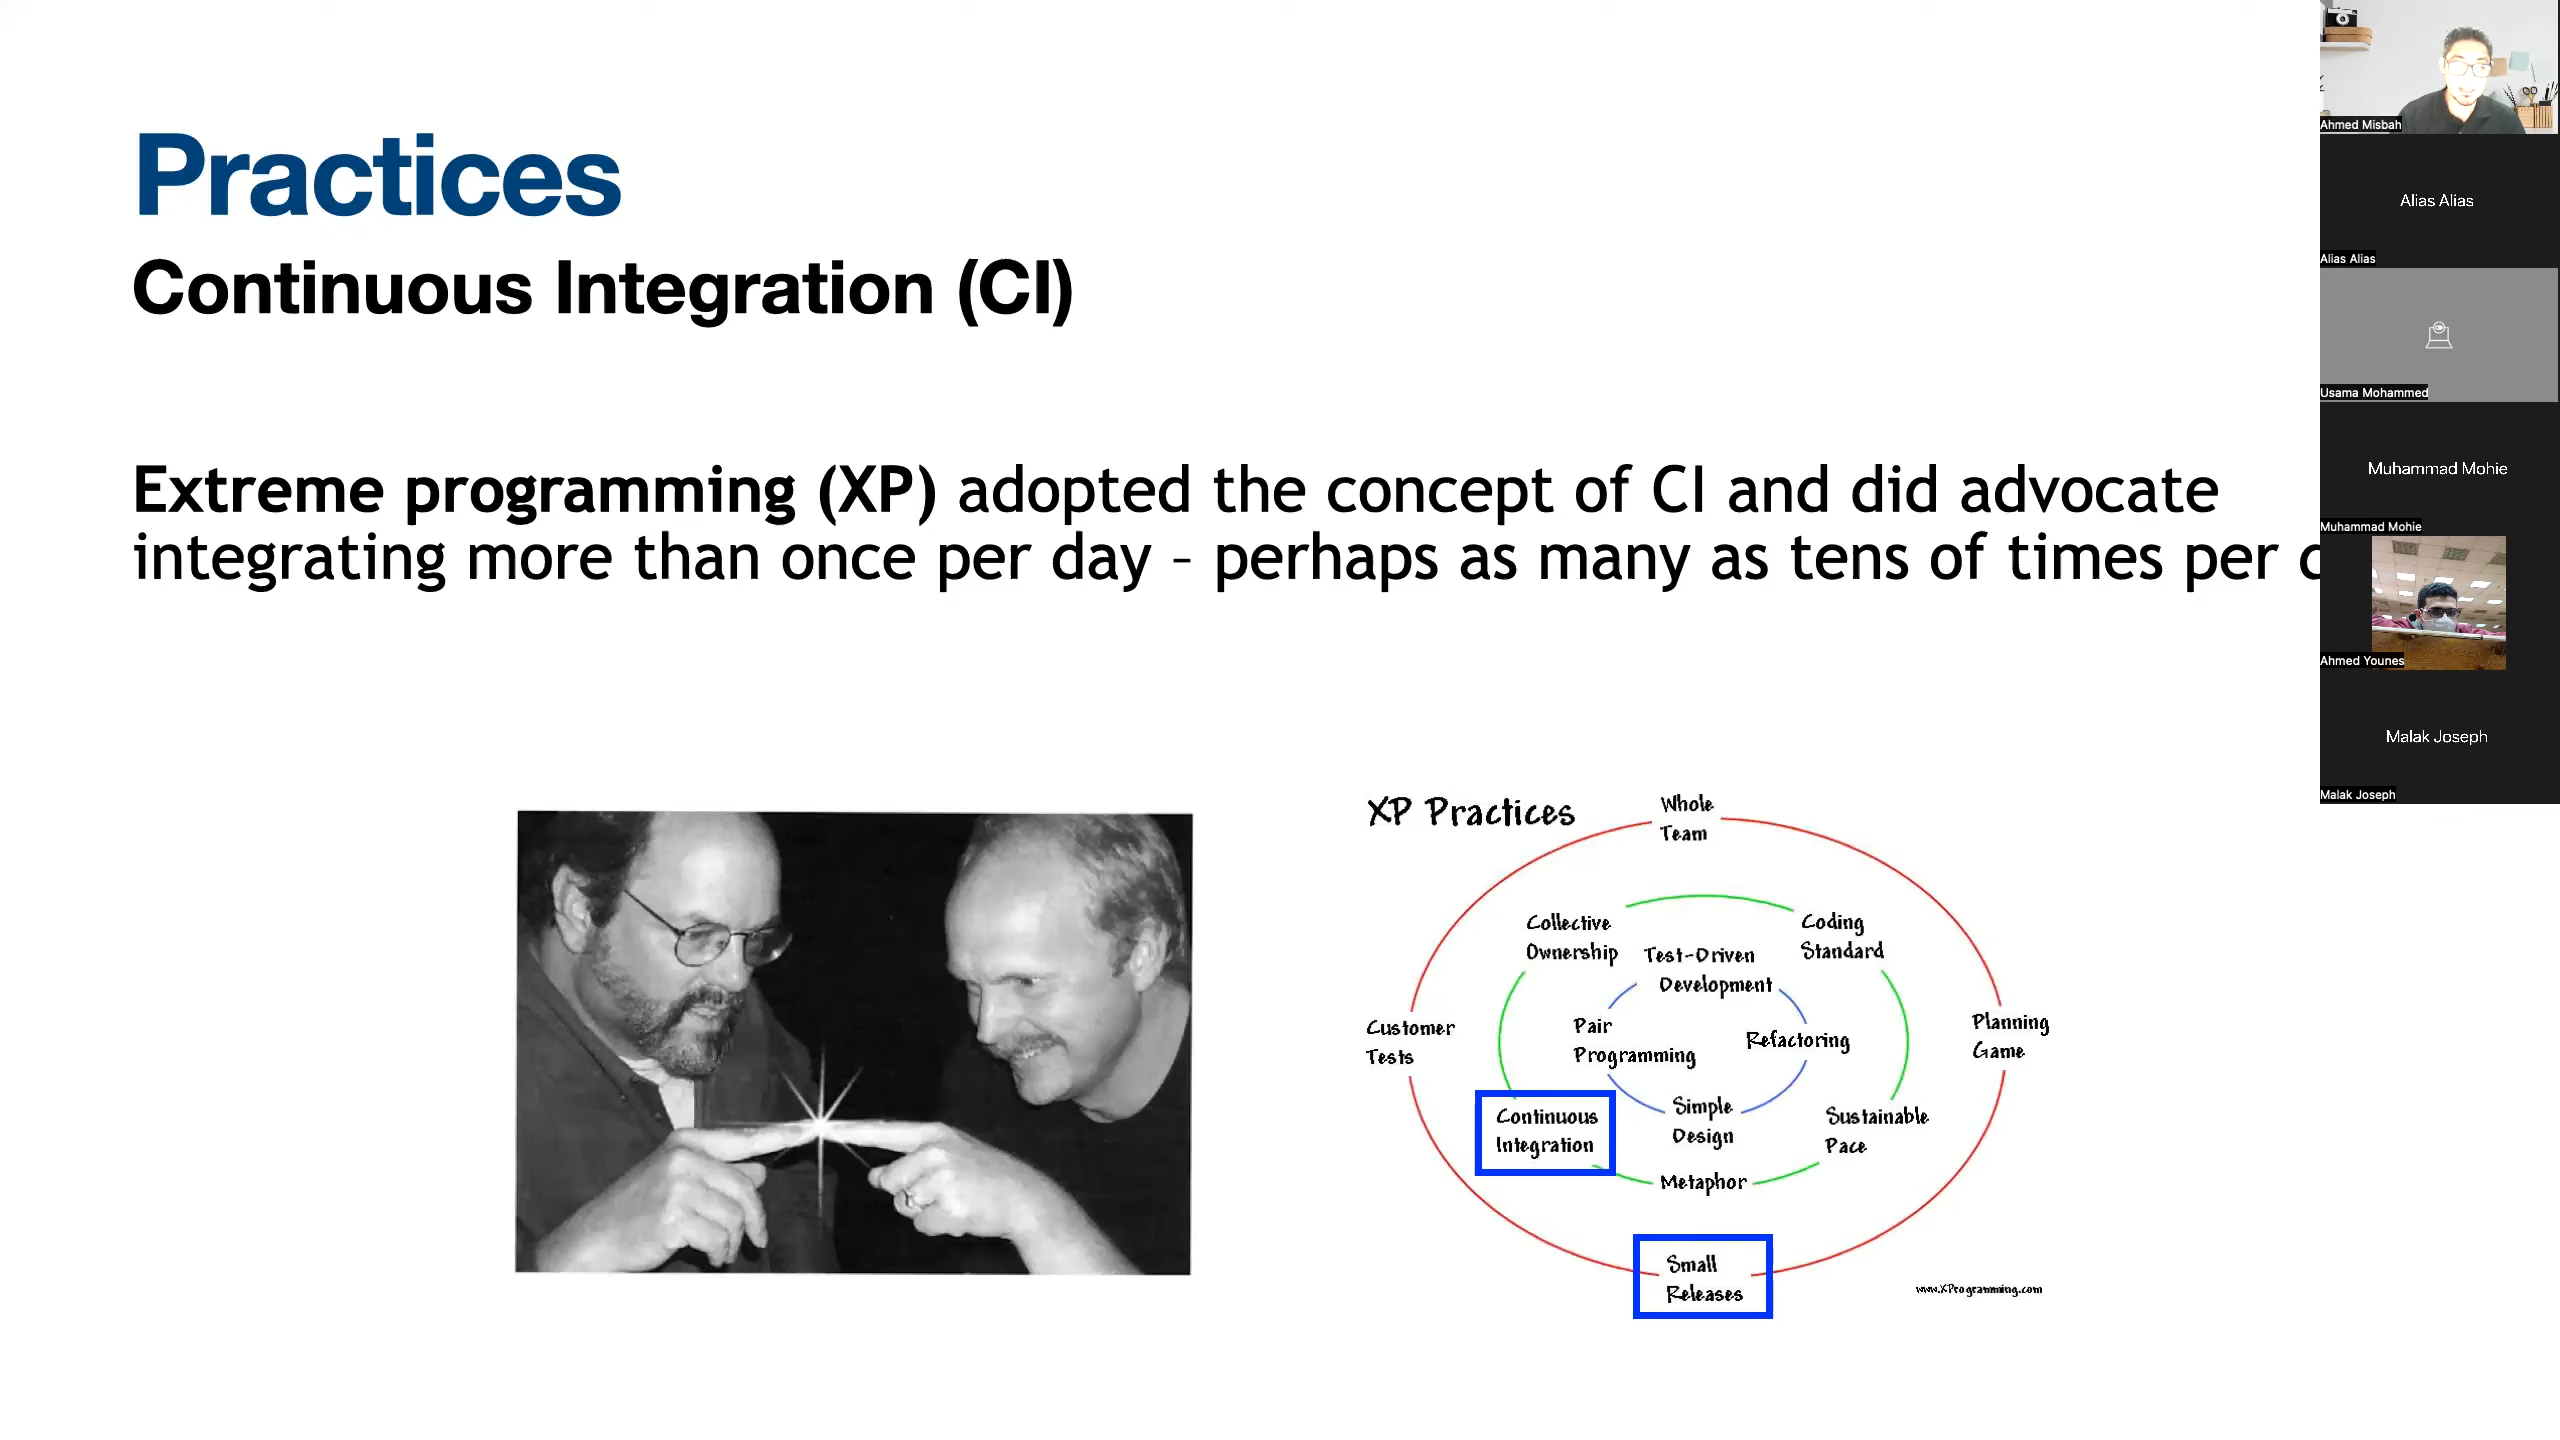 Practices
Continuous Integration (CI)
Extreme programming (XP) adopted the concept of CI and did advocate
integrating more than once per day – perhaps as many as tens of times per
XP Practices
Whole
Team
Collective
Ownership
Coding
Standard
Test-Driven
Development
Customer
Tests
Pair
Programming
Refactoring
Planning
Game
Continuous
Integration
Simple
Design
Sustainable
Pace
Metaphor
Small
Releases
www.XProgramming.com
Ahmed Misbah
Alias Alias
Alias Alias
Usama Mohammed
Muhammad Mohie
Muhammad Mohie
Ahmed Younes
Malak Joseph
Malak Joseph